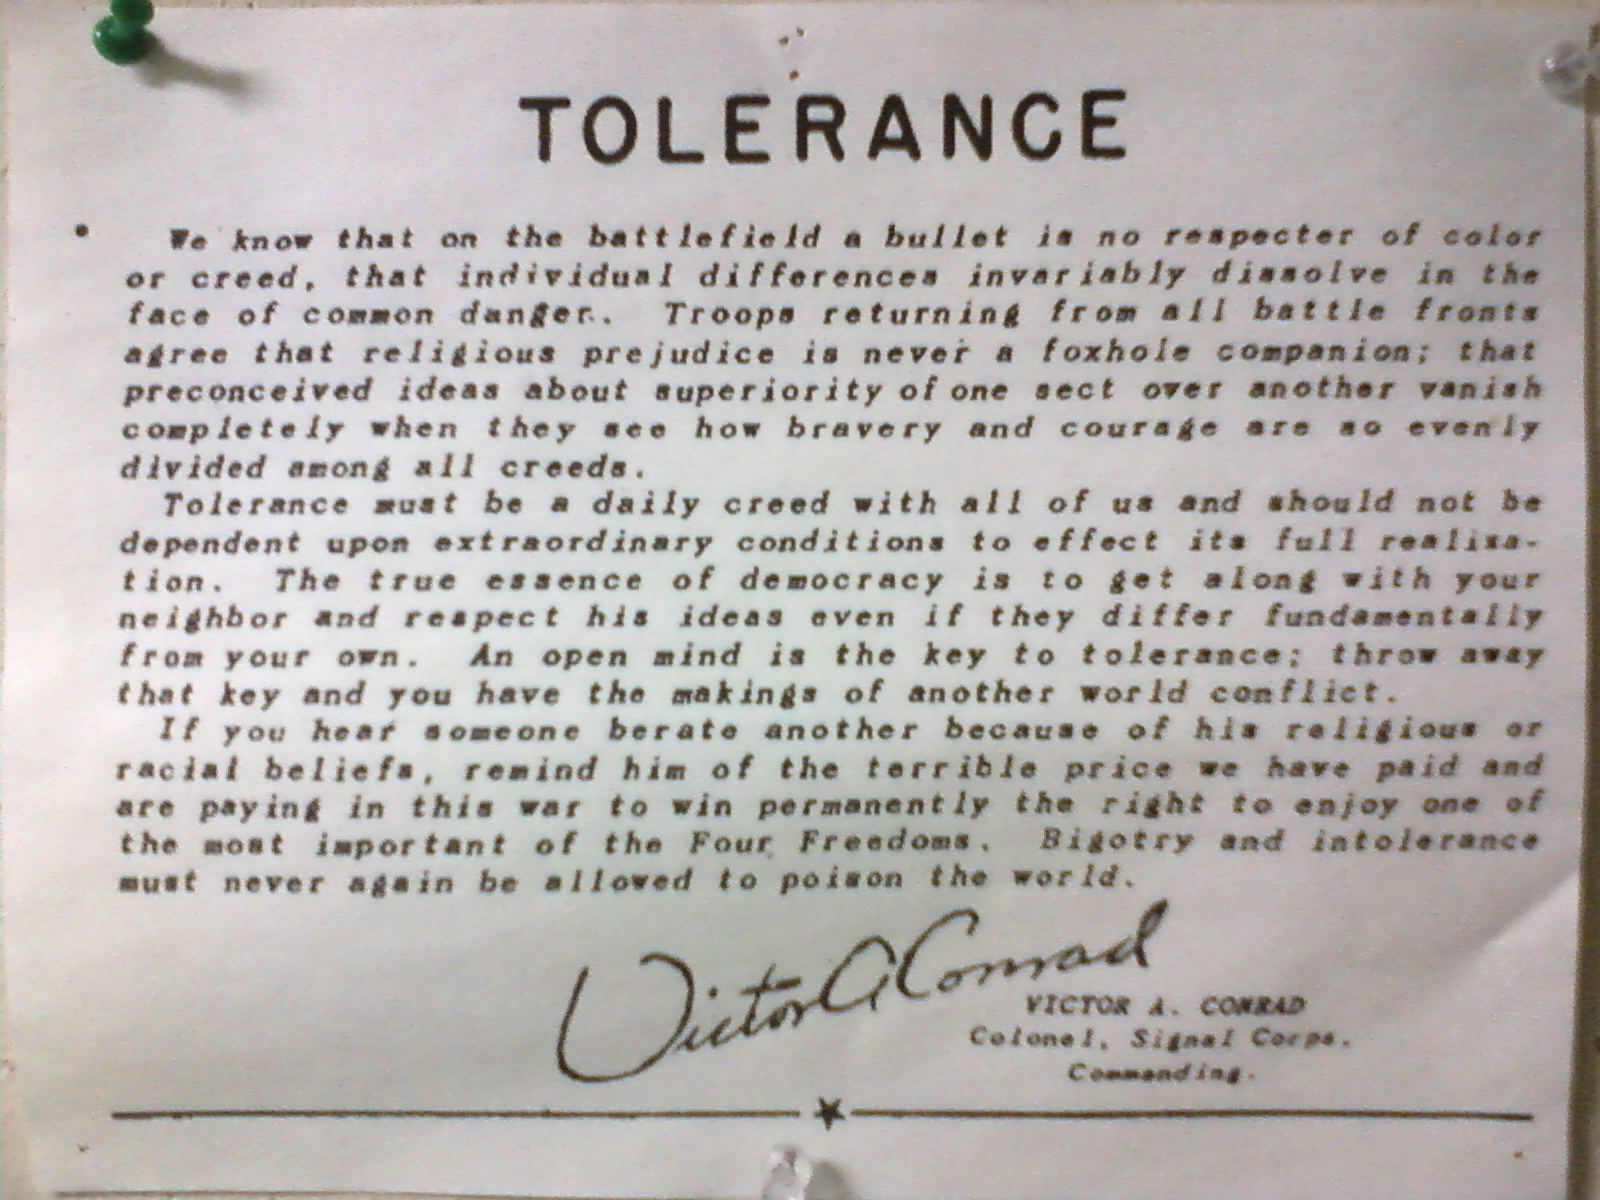 TOLERANCE
We know that on the battlefield a bullet is no respecter of color
or creed, that individual differences invariably dissolve in the
face of common danger. Troops returning from all battle fronts
agree that religious prejudice is never a foxhole companion; that
preconceived ideas about superiority of one sect over another vanish
completely when they see how bravery and courage are so evenly
divided among all creeds.
Tolerance must be a daily creed with all of us and should not be
dependent upon extraordinary conditions to effect its full realiza-
tion. The true essence of democracy is to get along with your
neighbor and respect his ideas even if they differ fundamentally
from your own. An open mind is the key to tolerance; throw away
that key and you have the makings of another world conflict.
If you hear someone berate another because of his religious or
racial beliefs, remind him of the terrible price we have paid and
are paying in this war to win permanently the right to enjoy one of
the most important of the Four Freedoms. Bigotry and intolerance
must never again be allowed to poison the world.
Victor A Conrad
VICTOR A. CONRAD
Colonel, Signal Corps.
Commanding.